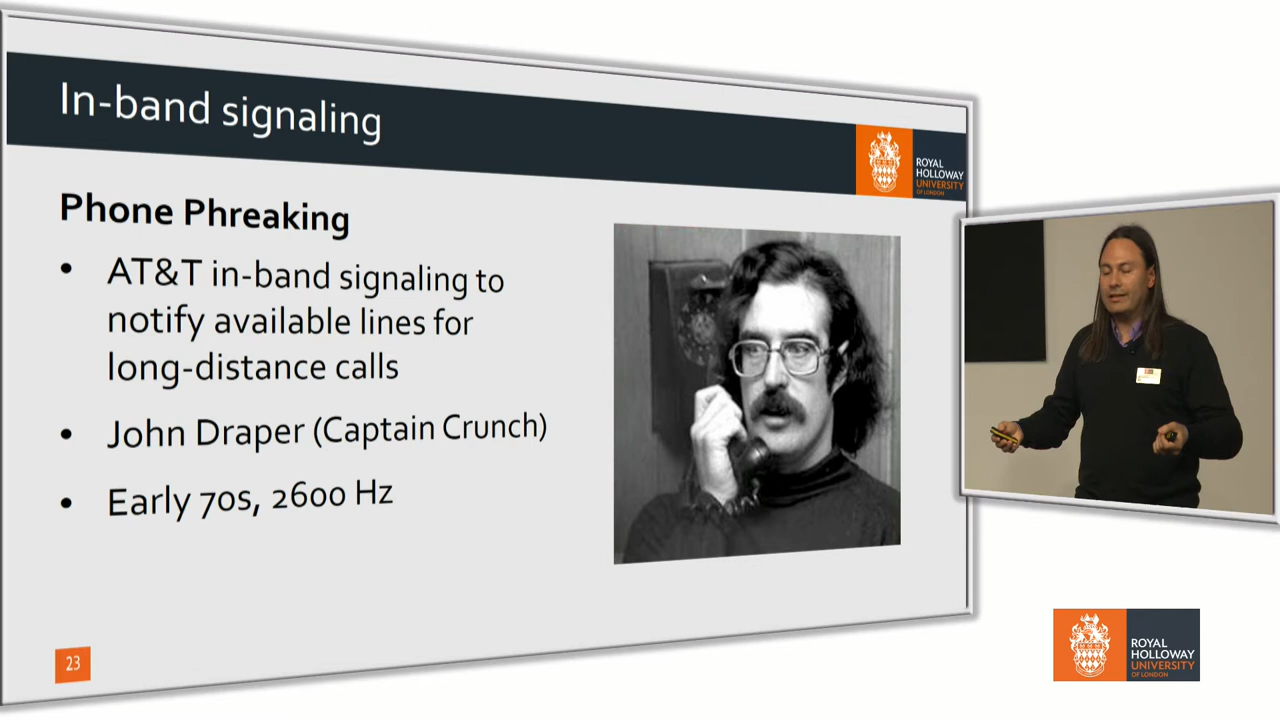 In-band signaling
ROYAL
HOLLOWAY
UNIVERSITY
OF LONDON
Phone Phreaking
• AT&T in-band signaling to
notify available lines for
long-distance calls
• John Draper (Captain Crunch)
• Early 70s, 2600 Hz
23
ROYAL
HOLLOWAY
UNIVERSITY
OF LONDON